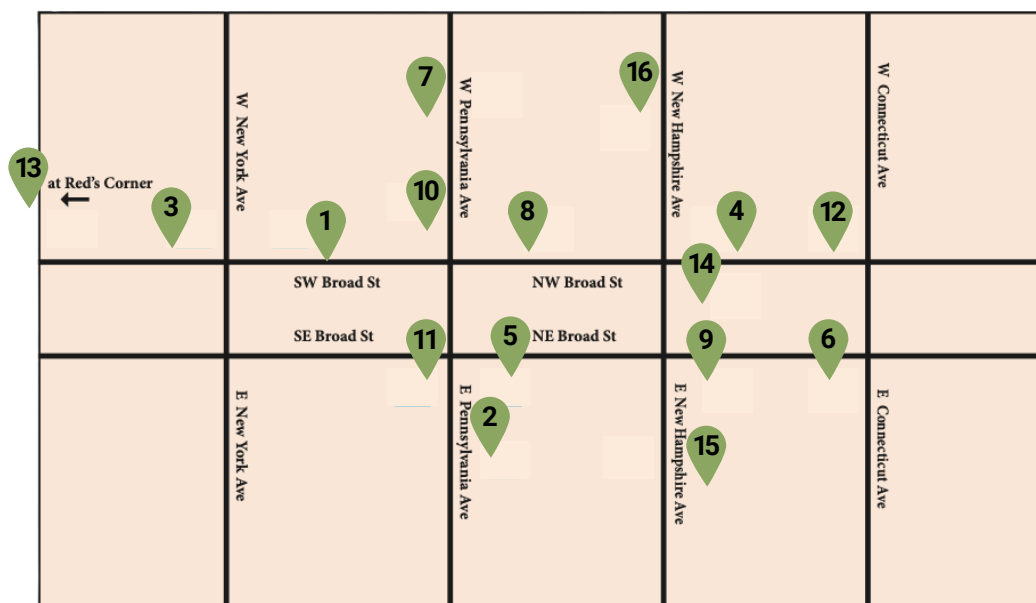 7
16
W New York Ave
W Pennsylvania Ave
W New Hampshire Ave
W Connecticut Ave
13
at Red's Corner
3
10
1
8
4
12
14
SW Broad St
NW Broad St
SE Broad St
NE Broad St
11
5
9
6
E New York Ave
E Pennsylvania Ave
E New Hampshire Ave
E Connecticut Ave
2
15